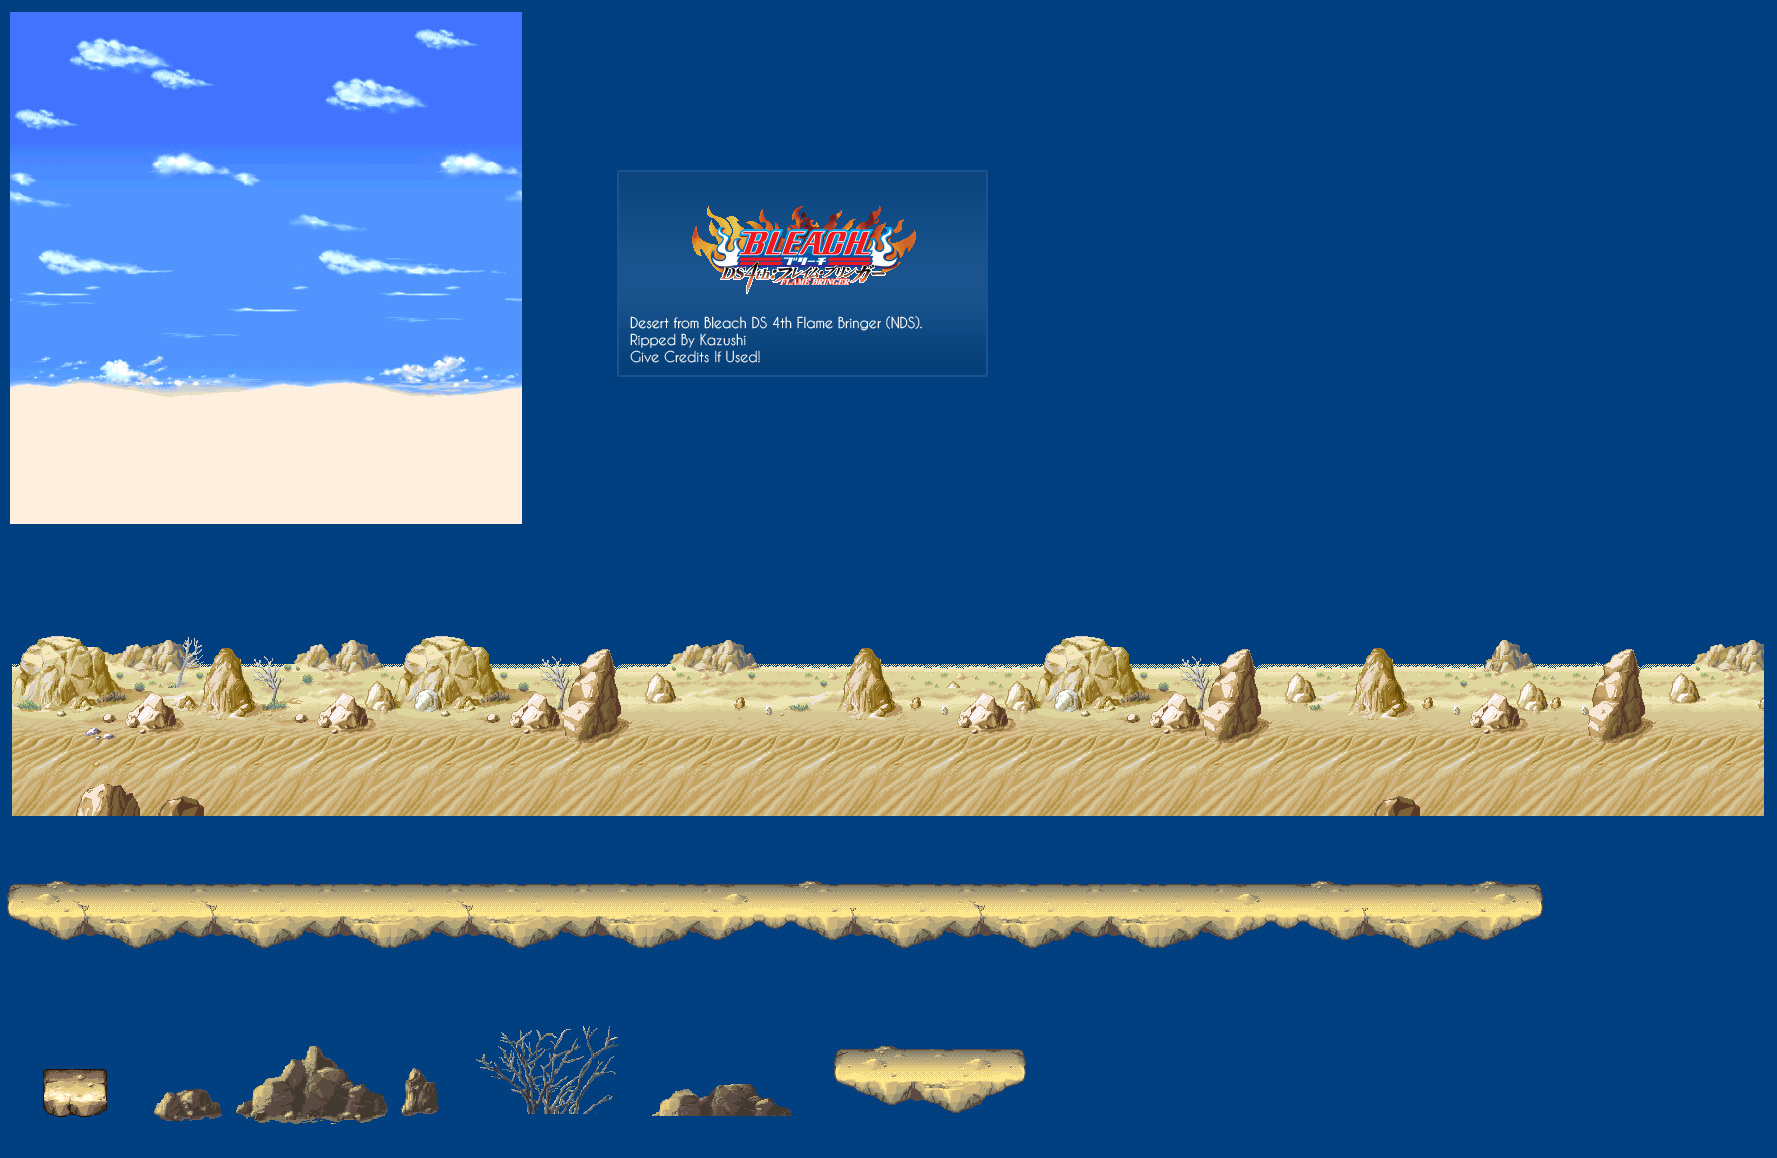 BLEACH
ブリーチ
DS 4th:フレイム・ブリンガー
FLAME BRINGER
Desert from Bleach DS 4th Flame Bringer (NDS).
Ripped By Kazushi
Give Credits If Used!